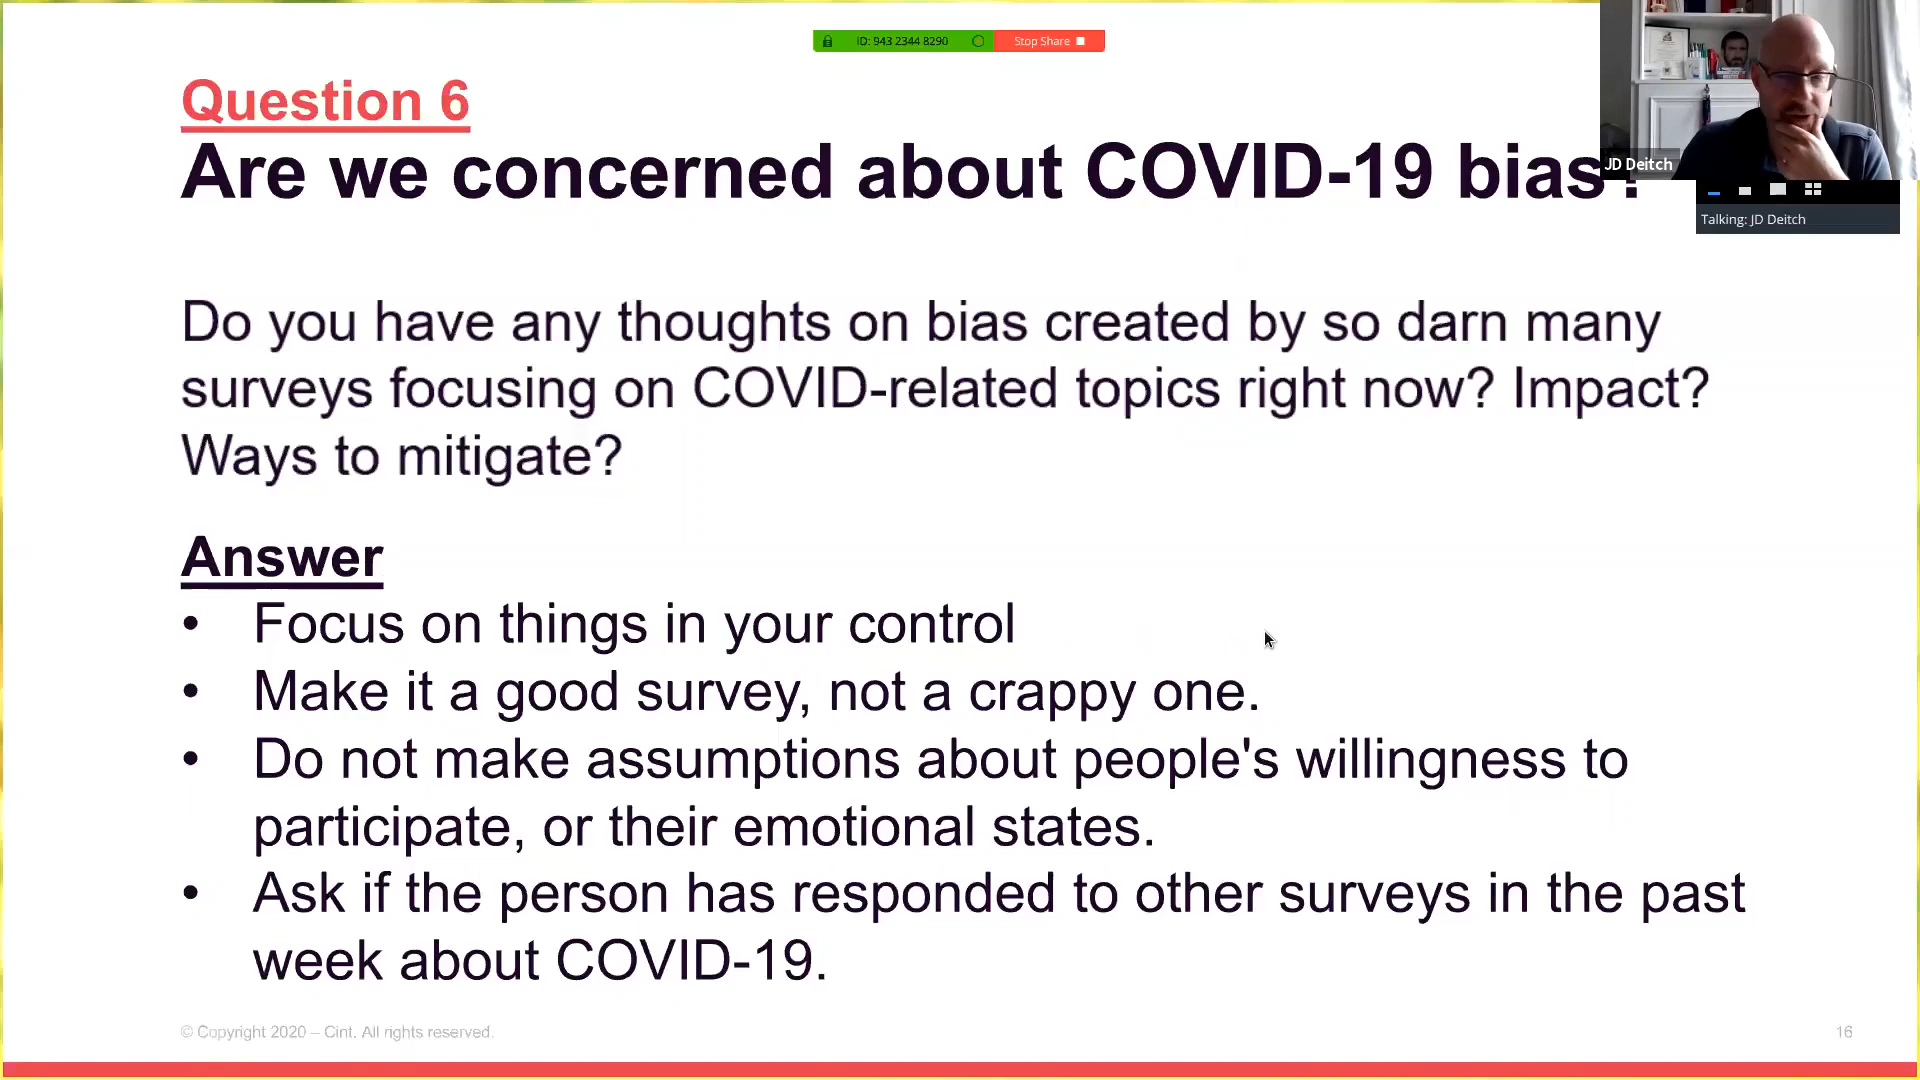 ID: 943 2344 8290 Stop Share
Question 6
Are we concerned about COVID-19 bias?
JD Deitch
Talking: JD Deitch
Do you have any thoughts on bias created by so darn many
surveys focusing on COVID-related topics right now? Impact?
Ways to mitigate?
Answer
• Focus on things in your control
• Make it a good survey, not a crappy one.
• Do not make assumptions about people's willingness to
participate, or their emotional states.
• Ask if the person has responded to other surveys in the past
week about COVID-19.
© Copyright 2020 – Cint. All rights reserved.
16